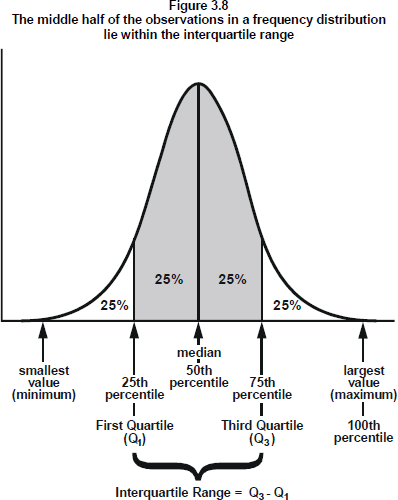 Figure 3.8
The middle half of the observations in a frequency distribution
lie within the interquartile range
25%
25%
25%
25%
smallest
value
(minimum)
25th
percentile
First Quartile
(Q1)
median
50th
percentile
75th
percentile
Third Quartile
(Q3)
largest
value
(maximum)
100th
percentile
Interquartile Range = Q3 - Q1